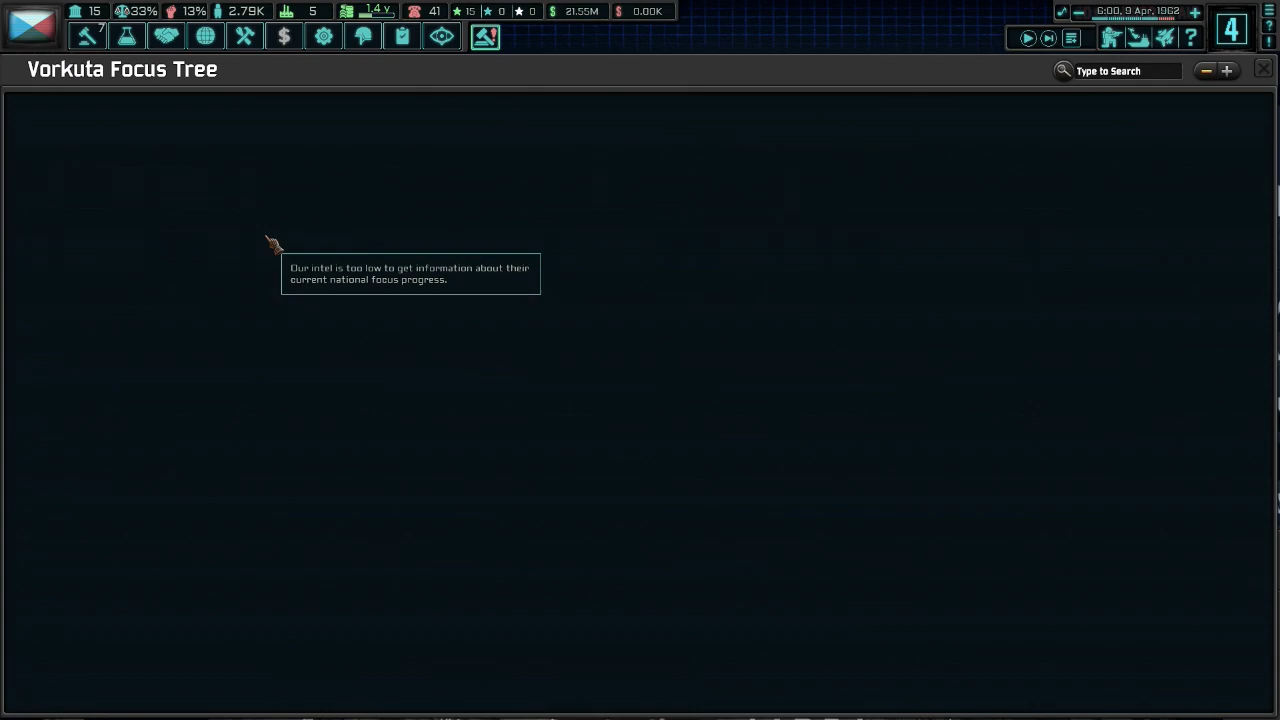 15 33% 13% 2.79K 5 1.4 y 41 15 0 0 21.55M 0.00K 6:00, 9 Apr, 1962 4
7
Vorkuta Focus Tree Type to Search
Our intel is too low to get information about their
current national focus progress.